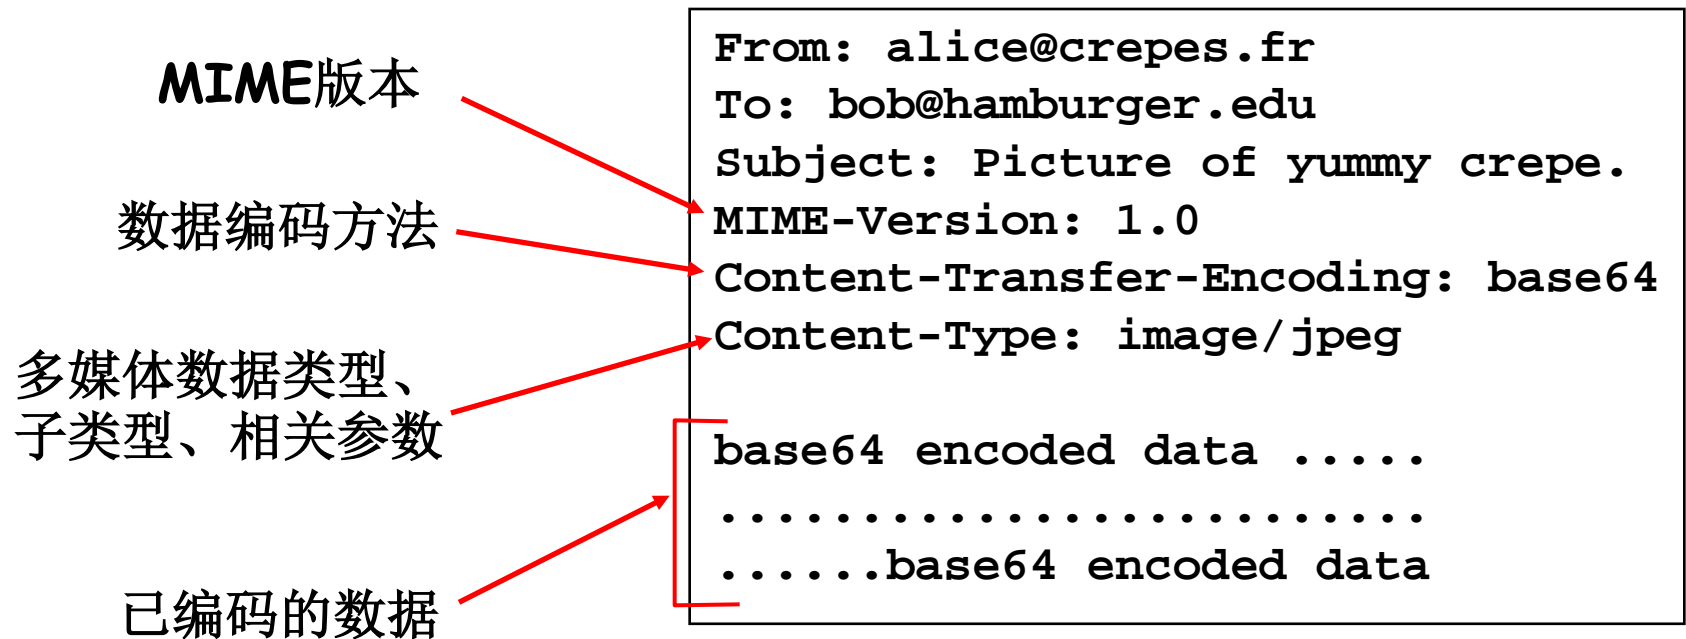 MIME版本
数据编码方法
多媒体数据类型、
子类型、相关参数
已编码的数据
From: alice@crepes.fr
To: bob@hamburger.edu
Subject: Picture of yummy crepe.
MIME-Version: 1.0
Content-Transfer-Encoding: base64
Content-Type: image/jpeg
base64 encoded data .....
.........................
......base64 encoded data